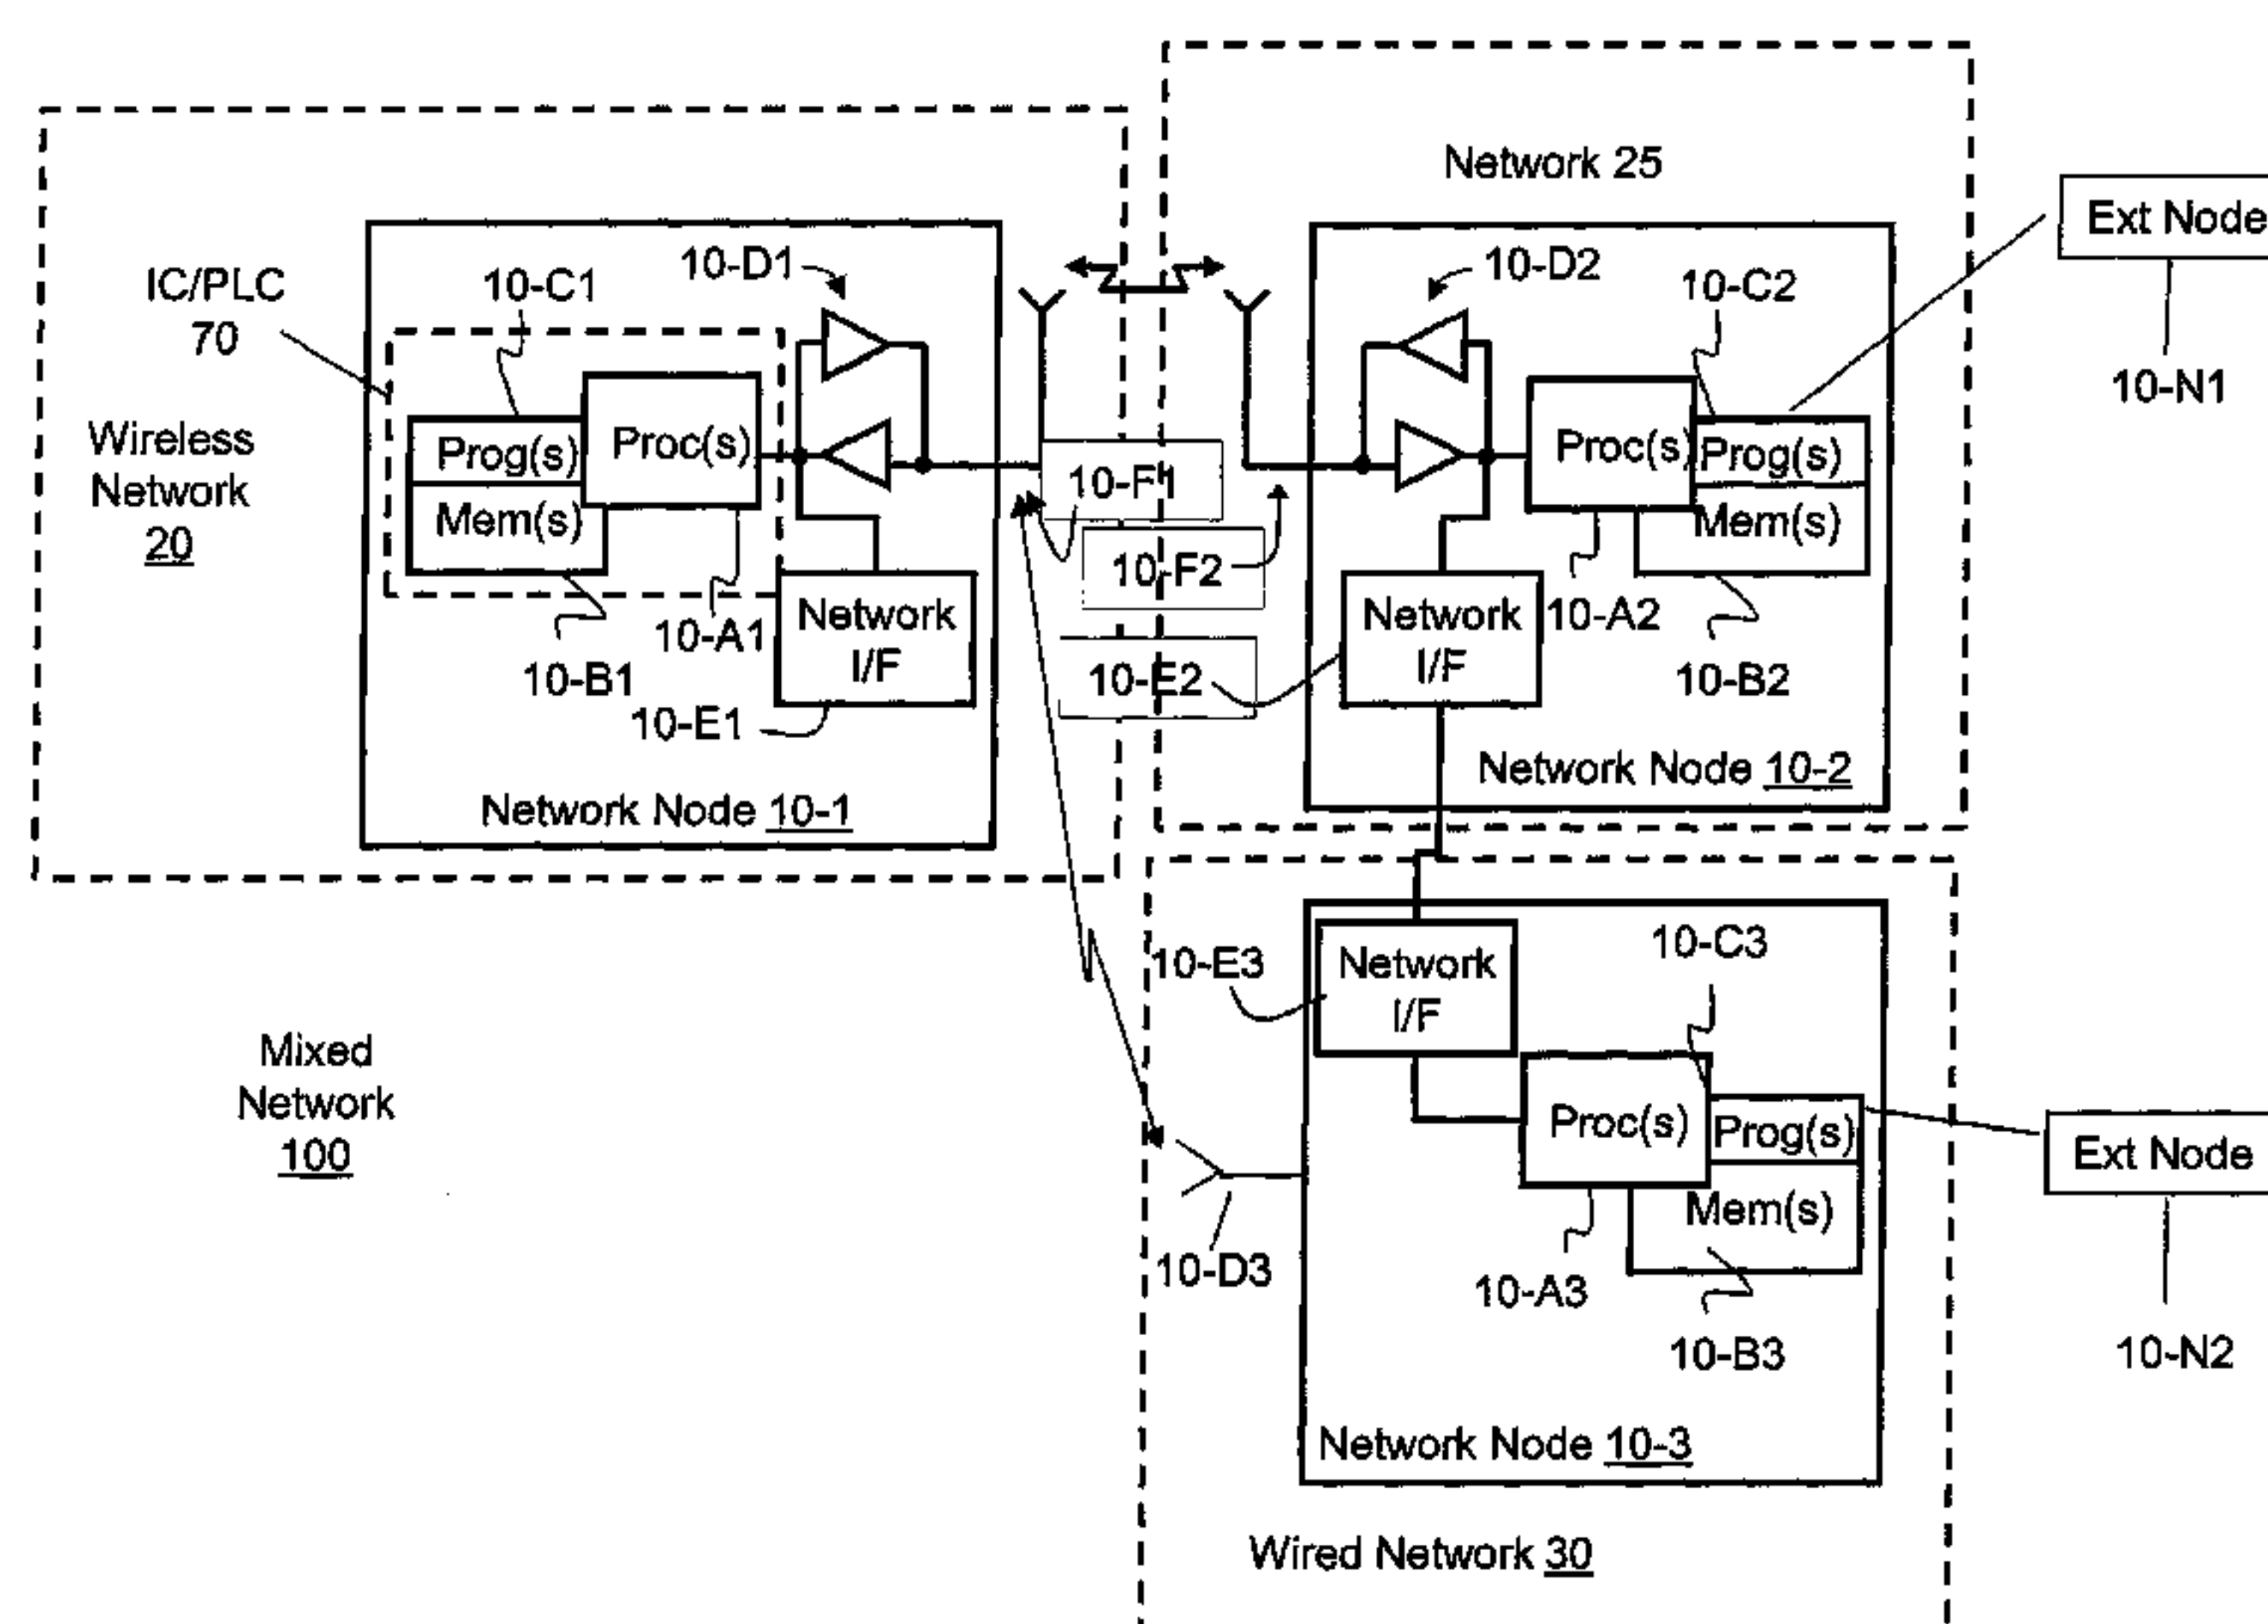 Network 25
Ext Node
10-N1
IC/PLC
70
10-C1
10-D1
10-D2
10-C2
Wireless
Network
20
Prog(s)
Proc(s)
Mem(s)
10-F1
10-F2
Proc(s)
Prog(s)
Mem(s)
10-A1
10-B1
10-E1
Network
I/F
10-E2
Network
I/F
10-A2
10-B2
Network Node 10-1
Network Node 10-2
10-E3
Network
I/F
10-C3
Mixed
Network
100
Proc(s)
Prog(s)
Mem(s)
Ext Node
10-D3
10-A3
10-B3
10-N2
Network Node 10-3
Wired Network 30